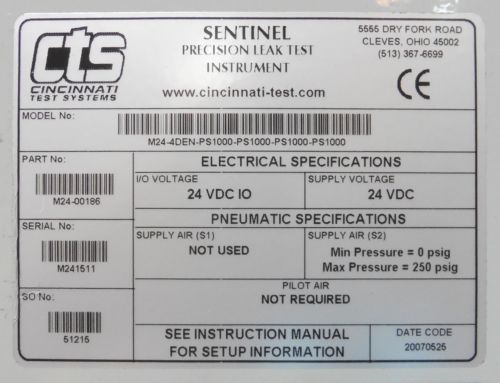 cts
CINCINNATI
TEST SYSTEMS
SENTINEL
PRECISION LEAK TEST
INSTRUMENT
www.cincinnati-test.com
5555 DRY FORK ROAD
CLEVES, OHIO 45002
(513) 367-6699
CE
MODEL No:
M24-4DEN-PS1000-PS1000-PS1000-PS1000
PART No:
M24-00186
SERIAL No:
M241511
SO No:
51215
ELECTRICAL SPECIFICATIONS
I/O VOLTAGE
24 VDC IO
SUPPLY VOLTAGE
24 VDC
PNEUMATIC SPECIFICATIONS
SUPPLY AIR (S1)
NOT USED
SUPPLY AIR (S2)
Min Pressure = 0 psig
Max Pressure = 250 psig
PILOT AIR
NOT REQUIRED
SEE INSTRUCTION MANUAL
FOR SETUP INFORMATION
DATE CODE
20070525